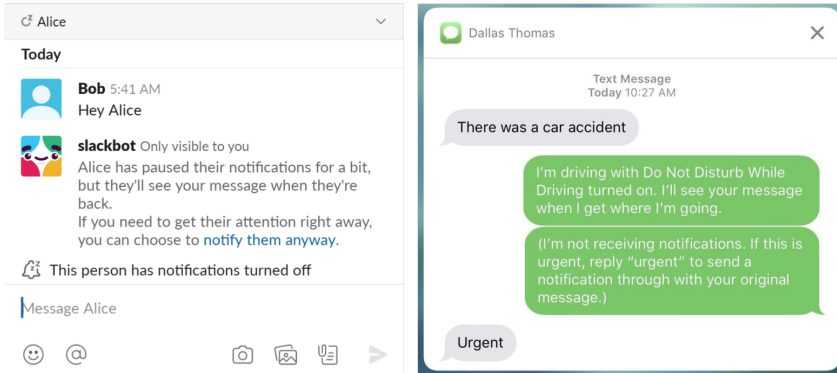 Alice
Today
Bob 5:41 AM
Hey Alice
slackbot Only visible to you
Alice has paused their notifications for a bit,
but they'll see your message when they're
back.
If you need to get their attention right away,
you can choose to notify them anyway.
This person has notifications turned off
Message Alice
Dallas Thomas
Text Message
Today 10:27 AM
There was a car accident
I'm driving with Do Not Disturb While
Driving turned on. I'll see your message
when I get where I'm going.
(I'm not receiving notifications. If this is
urgent, reply "urgent" to send a
notification through with your original
message.)
Urgent